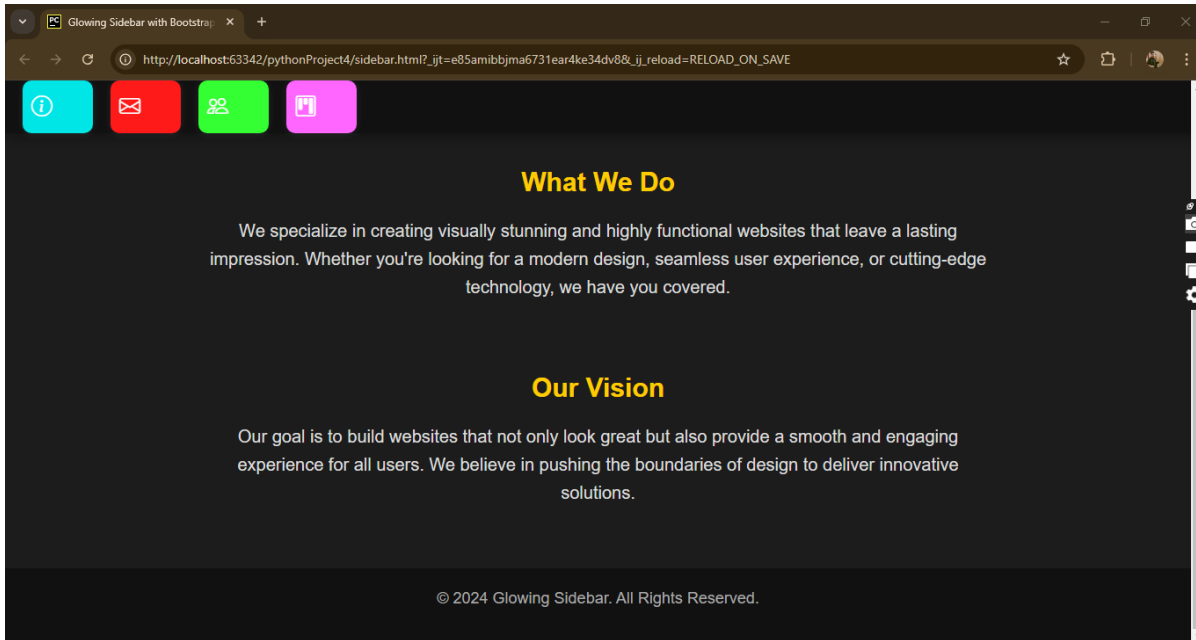 PC Glowing Sidebar with Bootstrap
http://localhost:63342/pythonProject4/sidebar.html?_ijt=e85amibbjma6731ear4ke34dv8&_ij_reload=RELOAD_ON_SAVE
What We Do
We specialize in creating visually stunning and highly functional websites that leave a lasting
impression. Whether you're looking for a modern design, seamless user experience, or cutting-edge
technology, we have you covered.
Our Vision
Our goal is to build websites that not only look great but also provide a smooth and engaging
experience for all users. We believe in pushing the boundaries of design to deliver innovative
solutions.
© 2024 Glowing Sidebar. All Rights Reserved.